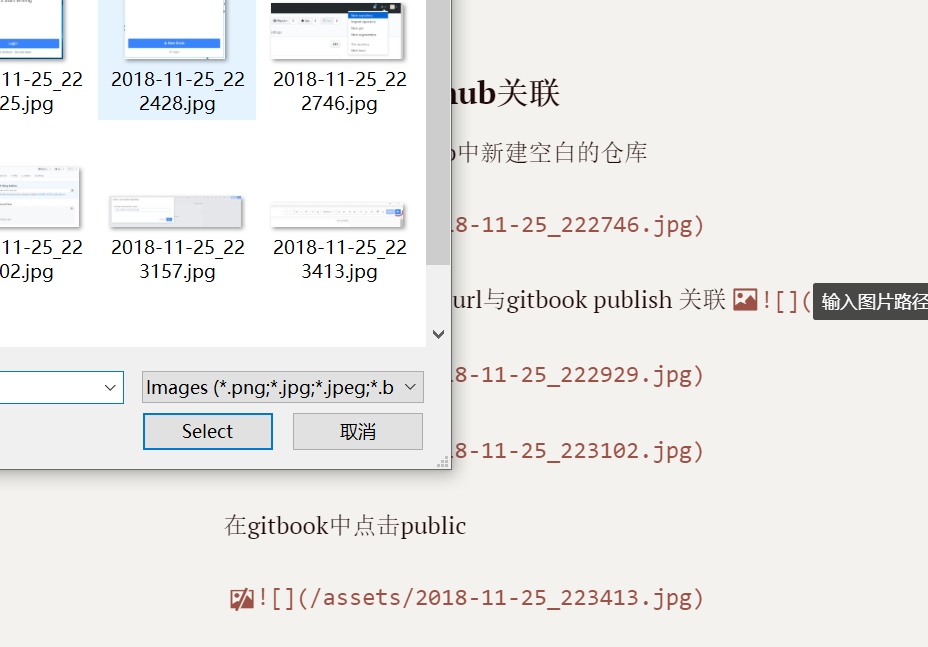 11-25_22
25.jpg)
2018-11-25_22
2428.jpg
2018-11-25_22
2746.jpg
11-25_22
02.jpg
2018-11-25_22
3157.jpg
2018-11-25_22
3413.jpg
Images (*.png;*.jpg;*.jpeg;*.b
Select
取消
hub关联
中新建空白的仓库
18-11-25_222746.jpg)
url与gitbook publish 关联 ![](
输入图片路径
18-11-25_222929.jpg)
18-11-25_223102.jpg)
在gitbook中点击public
![](/assets/2018-11-25_223413.jpg)